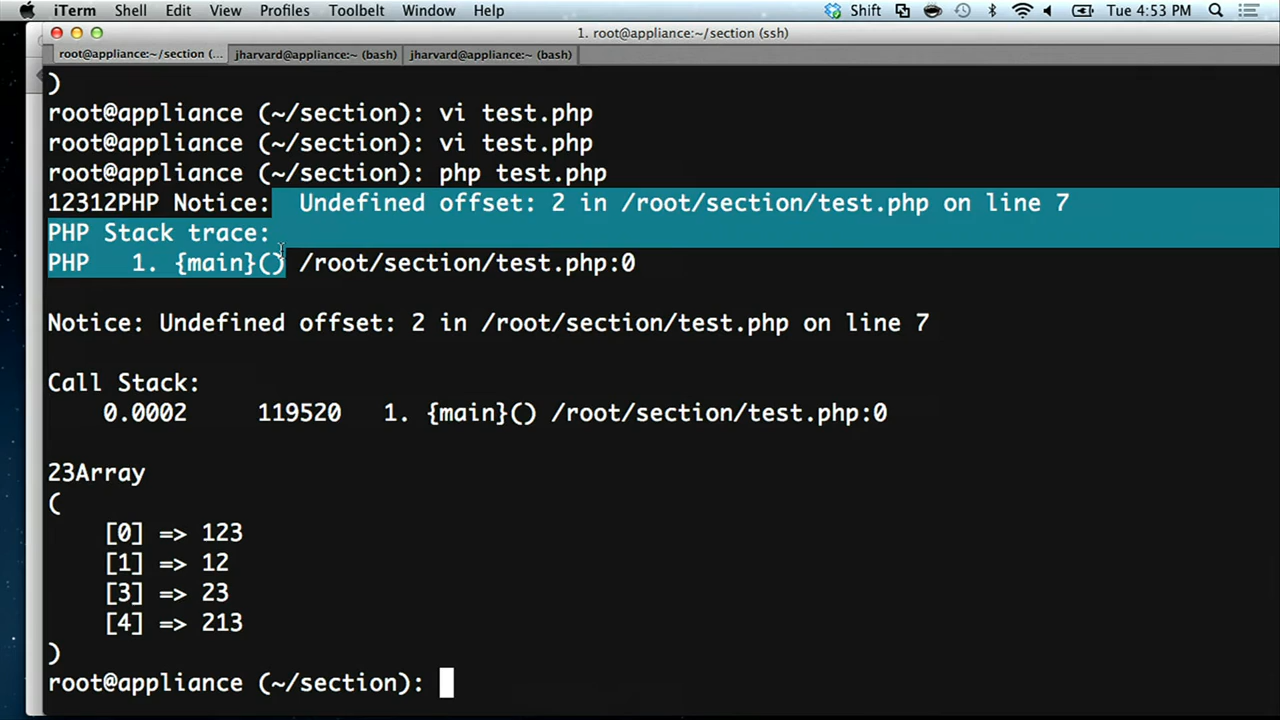 iTerm Shell Edit View Profiles Toolbelt Window Help Shift Tue 4:53 PM
1. root@appliance:~/section (ssh)
root@appliance:~/section (... jharvard@appliance:~ (bash) jharvard@appliance:~ (bash)
)
root@appliance (~/section): vi test.php
root@appliance (~/section): vi test.php
root@appliance (~/section): php test.php
12312PHP Notice:  Undefined offset: 2 in /root/section/test.php on line 7
PHP Stack trace:
PHP   1. {main}() /root/section/test.php:0
Notice: Undefined offset: 2 in /root/section/test.php on line 7
Call Stack:
    0.0002     119520   1. {main}() /root/section/test.php:0
23Array
(
    [0] => 123
    [1] => 12
    [3] => 23
    [4] => 213
)
root@appliance (~/section):